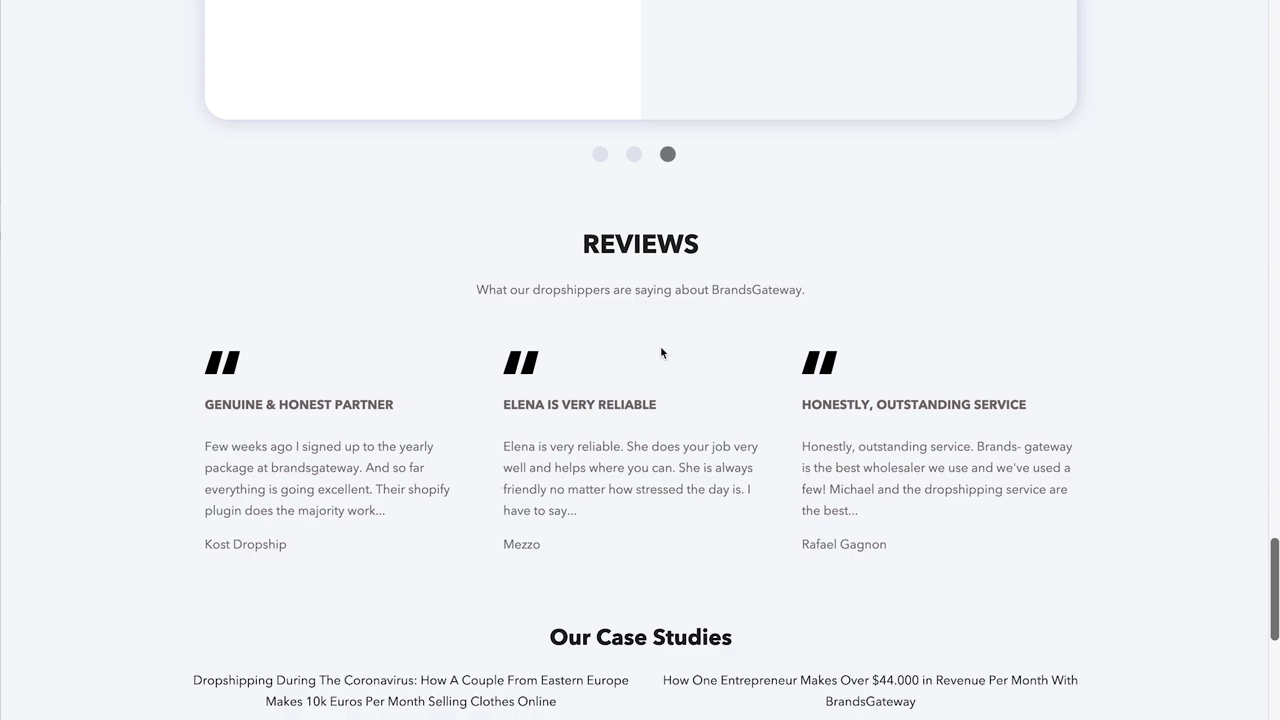 REVIEWS
What our dropshippers are saying about BrandsGateway.
GENUINE & HONEST PARTNER
Few weeks ago I signed up to the yearly
package at brandsgateway. And so far
everything is going excellent. Their shopify
plugin does the majority work...
Kost Dropship
ELENA IS VERY RELIABLE
Elena is very reliable. She does your job very
well and helps where you can. She is always
friendly no matter how stressed the day is. I
have to say...
Mezzo
HONESTLY, OUTSTANDING SERVICE
Honestly, outstanding service. Brands- gateway
is the best wholesaler we use and we've used a
few! Michael and the dropshipping service are
the best...
Rafael Gagnon
Our Case Studies
Dropshipping During The Coronavirus: How A Couple From Eastern Europe
Makes 10k Euros Per Month Selling Clothes Online
How One Entrepreneur Makes Over $44.000 in Revenue Per Month With
BrandsGateway